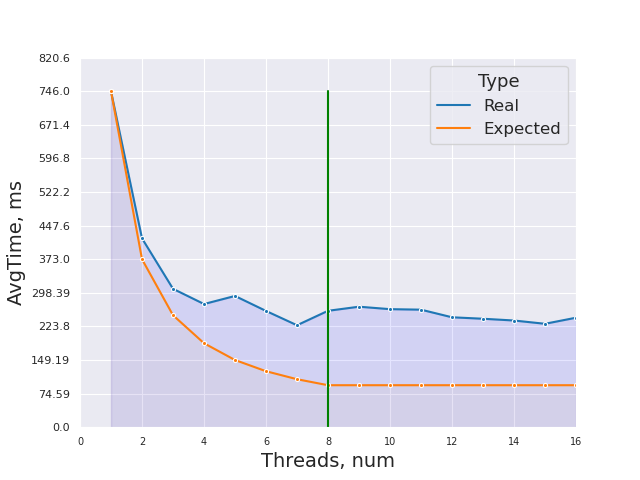 820.6
746.0
671.4
596.8
522.2
447.6
373.0
298.39
223.8
149.19
74.59
0.0
AvgTime, ms
Type
Real
Expected
0 2 4 6 8 10 12 14 16
Threads, num